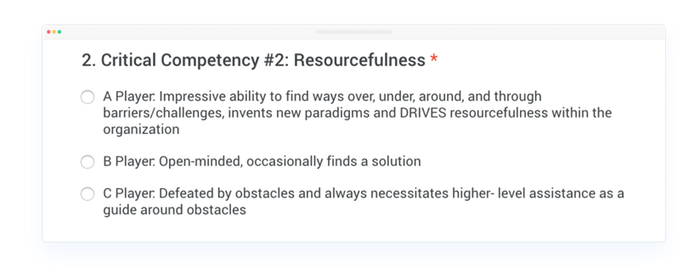 2. Critical Competency #2: Resourcefulness *
A Player: Impressive ability to find ways over, under, around, and through
barriers/challenges, invents new paradigms and DRIVES resourcefulness within the
organization
B Player: Open-minded, occasionally finds a solution
C Player: Defeated by obstacles and always necessitates higher- level assistance as a
guide around obstacles